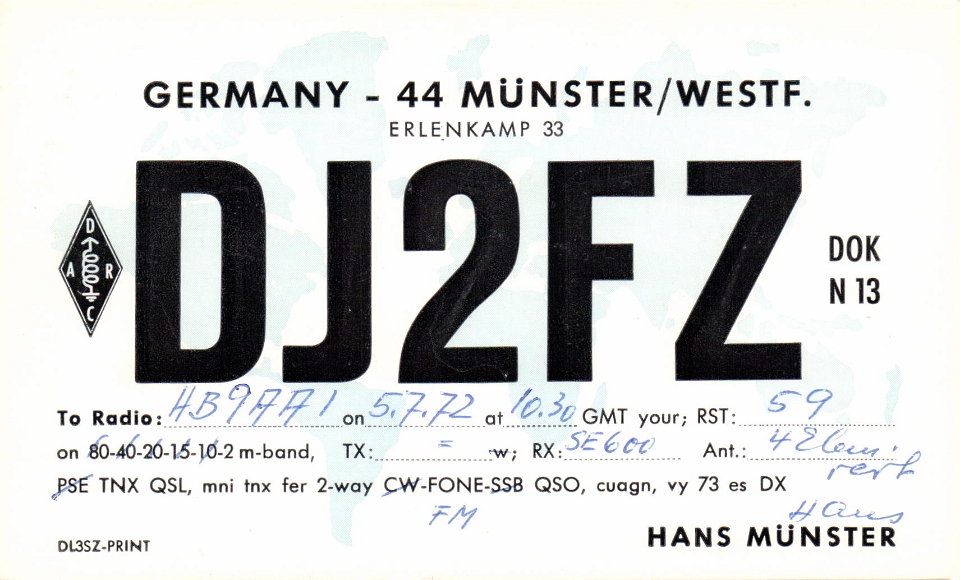 GERMANY - 44 MÜNSTER/WESTF.
ERLENKAMP 33
DJ2FZ
DARC
DOK
N 13
To Radio: HB9AAI on 5.7.72 at 10.30 GMT your; RST: 59
on 80-40-20-15-10-2 m-band, TX: = w; RX: SE600 Ant.: 4 Elem.
PSE TNX QSL, mni tnx fer 2-way CW-FONE-SSB QSO, cuagn, vy 73 es DX
FM
Hans
DL3SZ-PRINT
HANS MÜNSTER